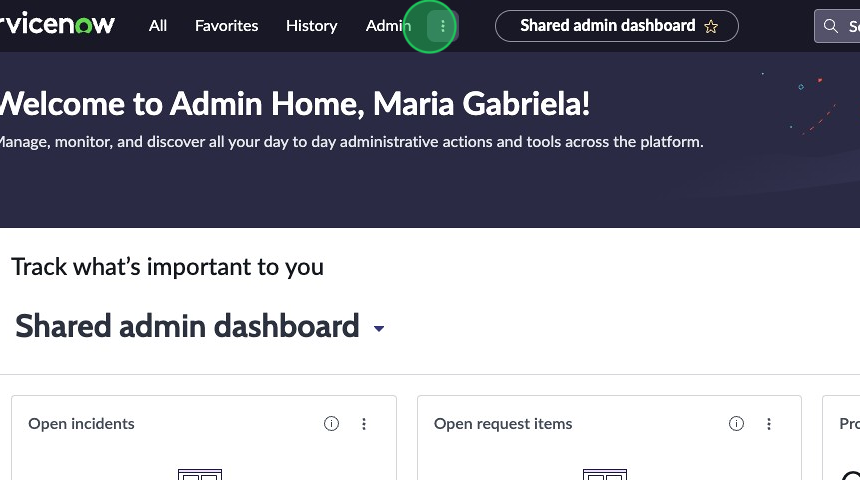 rvicenow
All Favorites History Admin Shared admin dashboard
Welcome to Admin Home, Maria Gabriela!
Manage, monitor, and discover all your day to day administrative actions and tools across the platform.
Track what's important to you
Shared admin dashboard
Open incidents
Open request items